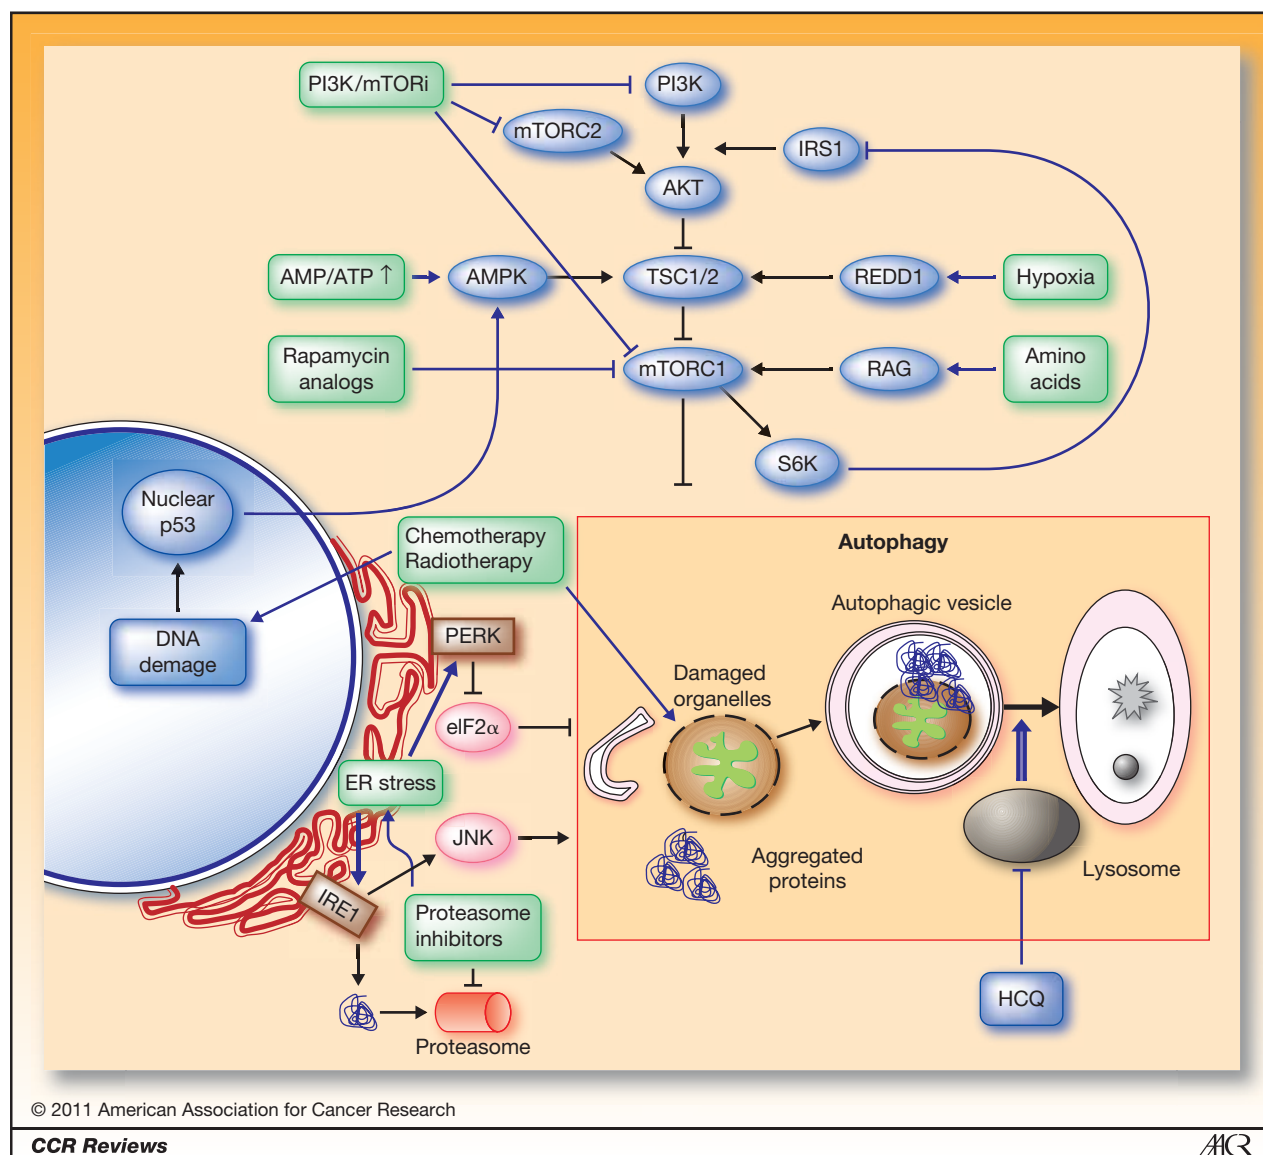 PI3K/mTORi
PI3K
mTORC2
IRS1
AKT
AMP/ATP ↑
AMPK
TSC1/2
REDD1
Hypoxia
Rapamycin
analogs
mTORC1
RAG
Amino
acids
S6K
Nuclear
p53
Chemotherapy
Radiotherapy
DNA
demage
PERK
eIF2α
ER stress
JNK
IRE1
Proteasome
inhibitors
Proteasome
Autophagy
Autophagic vesicle
Damaged
organelles
Aggregated
proteins
Lysosome
HCQ
© 2011 American Association for Cancer Research
CCR Reviews
AACR